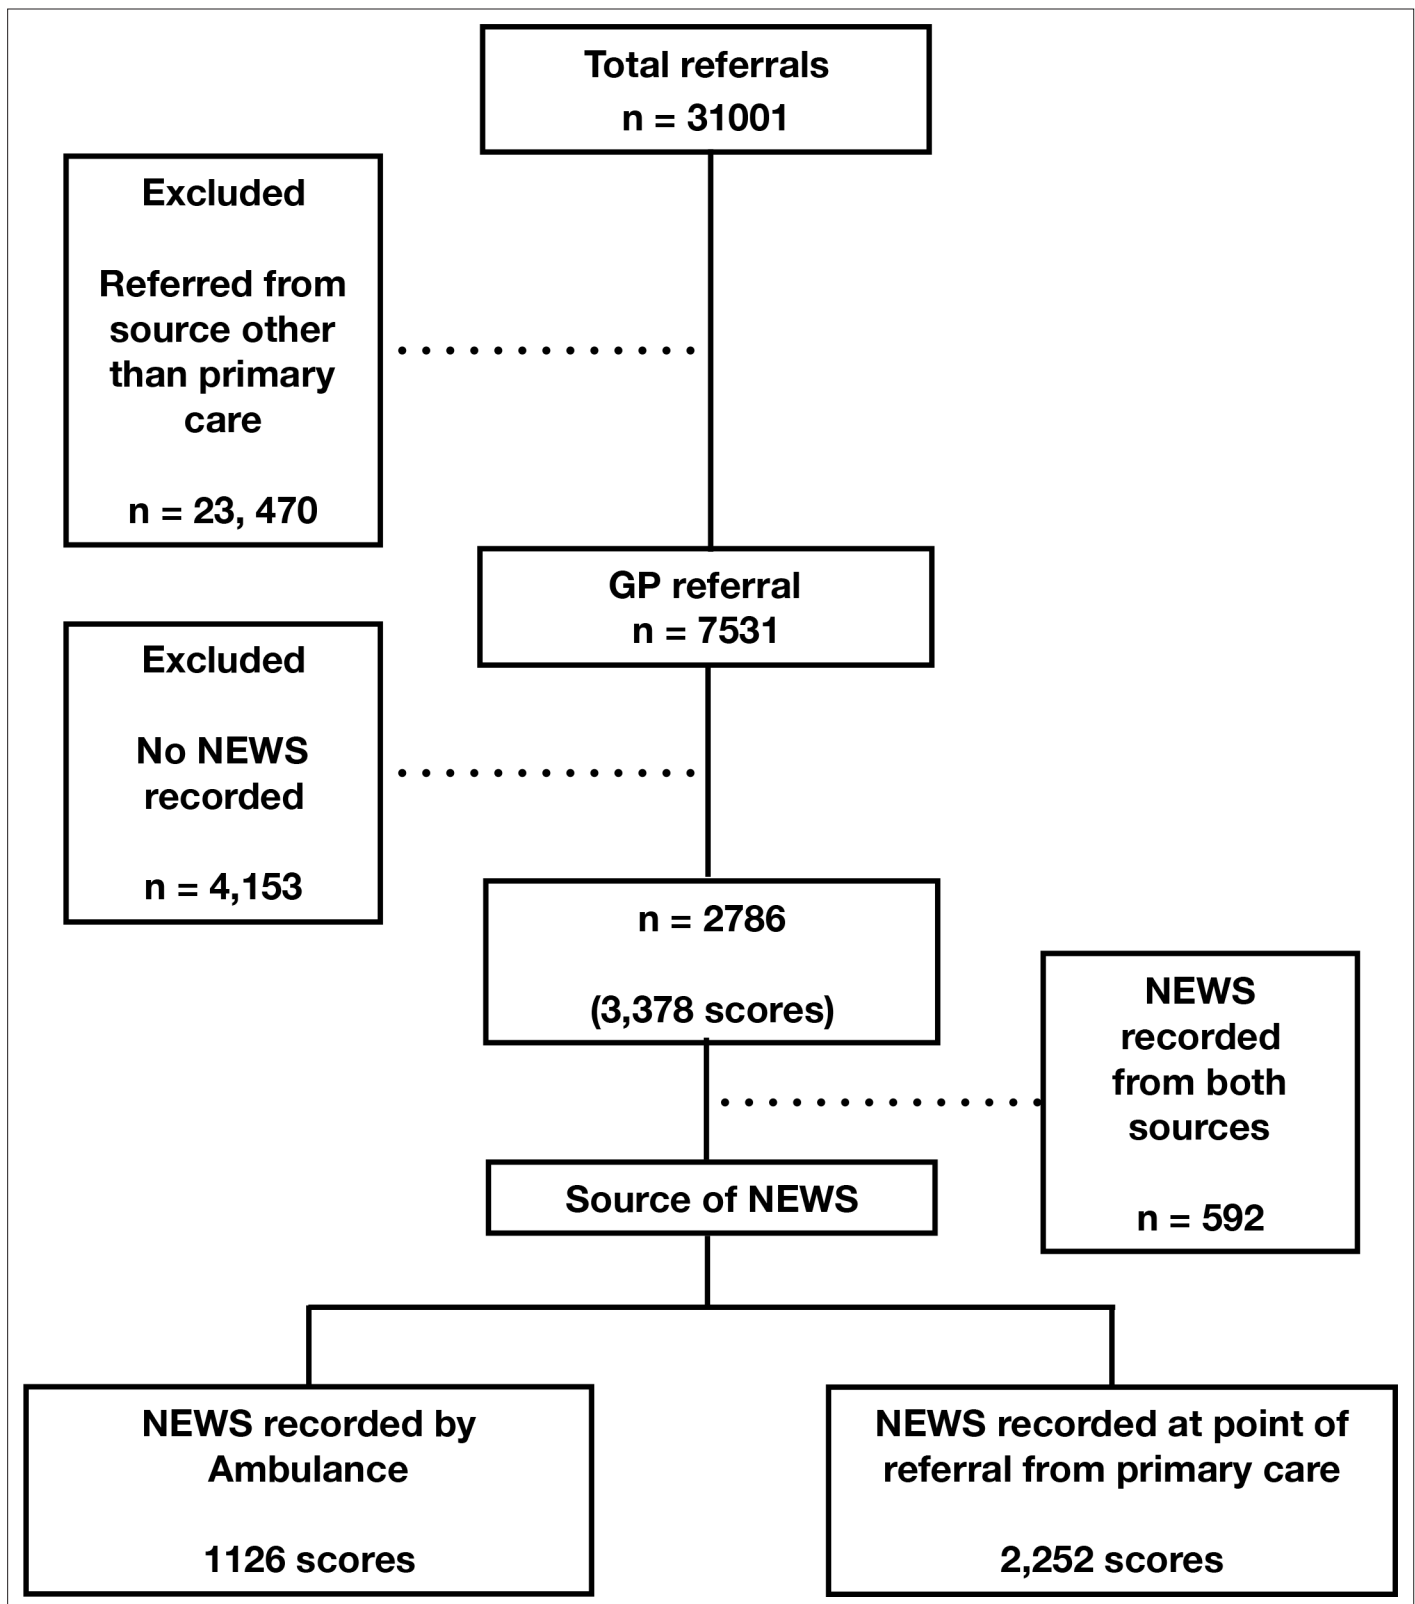 Total referrals
n = 31001
Excluded
Referred from
source other
than primary
care
n = 23, 470
GP referral
n = 7531
Excluded
No NEWS
recorded
n = 4,153
n = 2786
(3,378 scores)
NEWS
recorded
from both
sources
n = 592
Source of NEWS
NEWS recorded by
Ambulance
1126 scores
NEWS recorded at point of
referral from primary care
2,252 scores